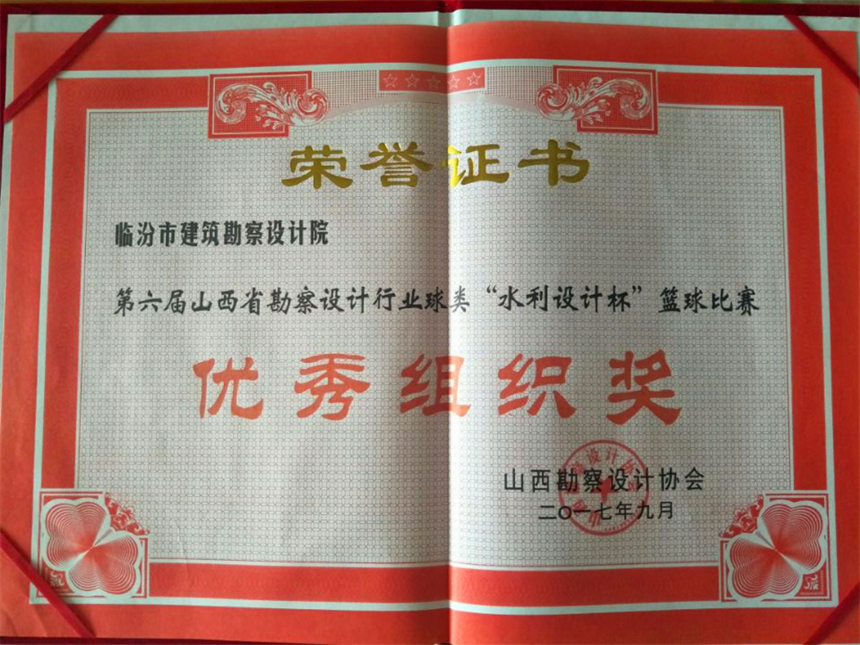 荣誉证书
临汾市建筑勘察设计院
第六届山西省勘察设计行业球类“水利设计杯”篮球比赛
优秀组织奖
山西勘察设计协会
二〇一七年九月